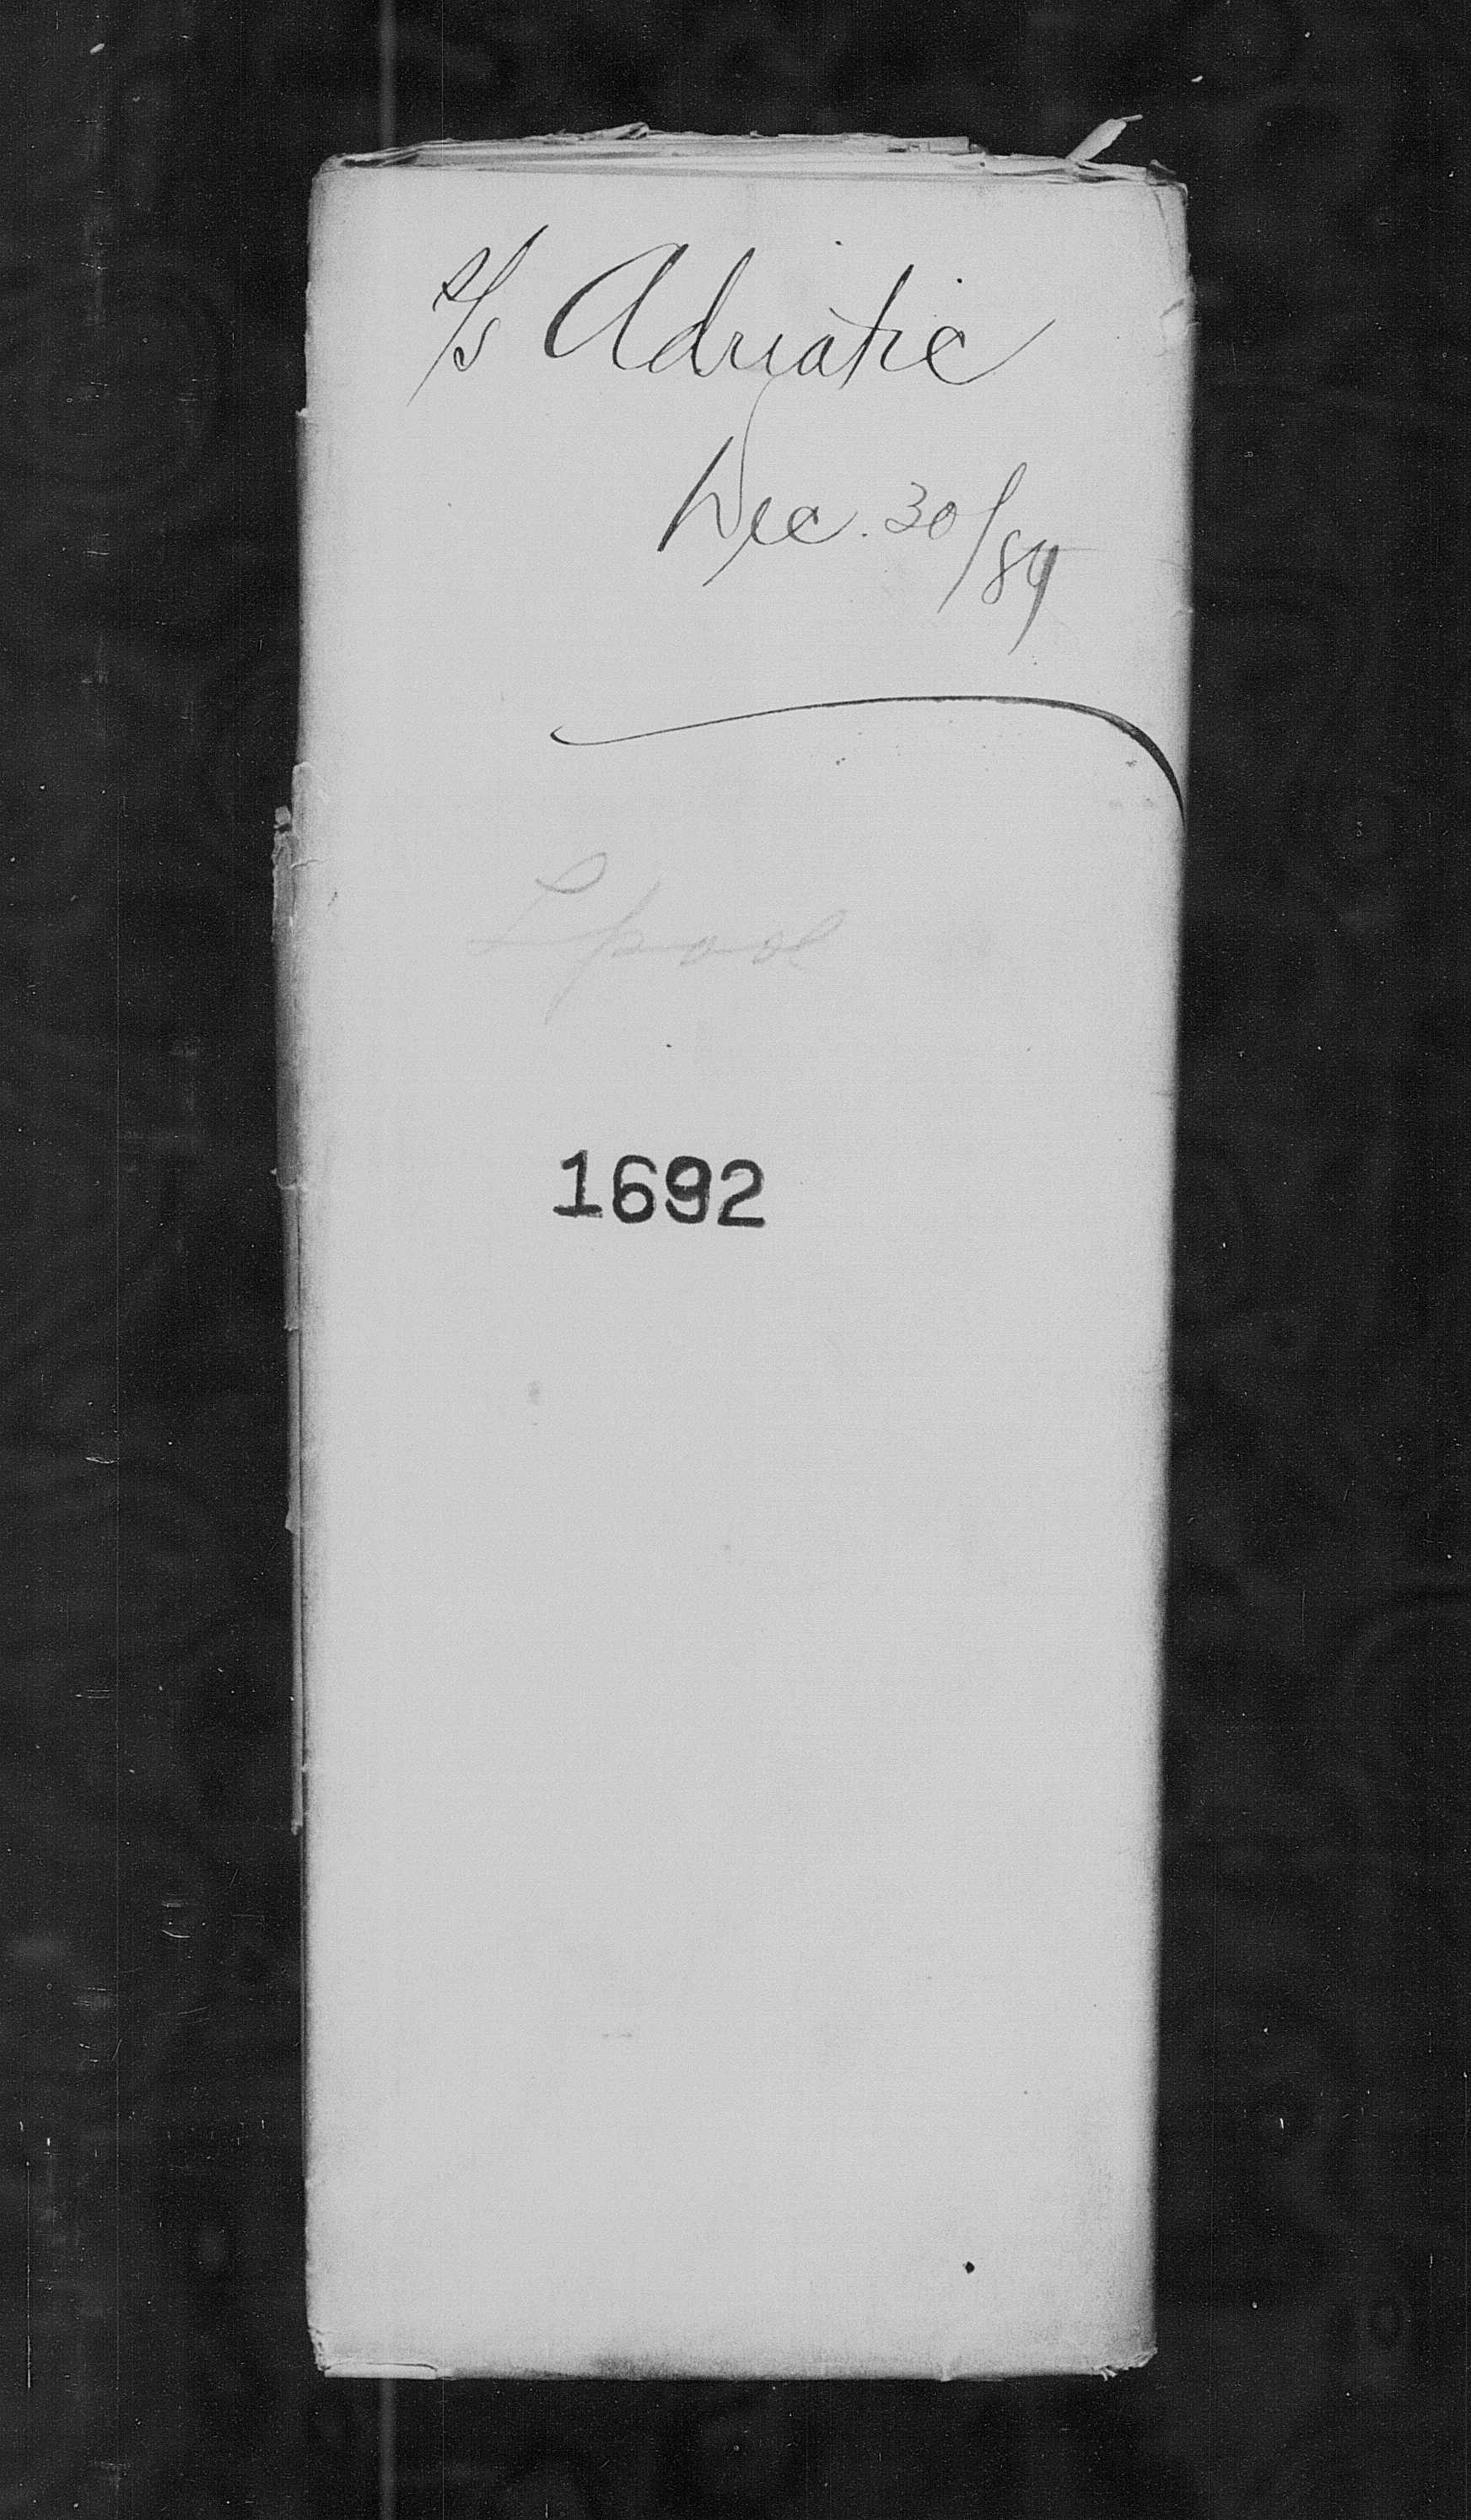 s/s Adriatic
Dec. 30/89
Lpool
1692